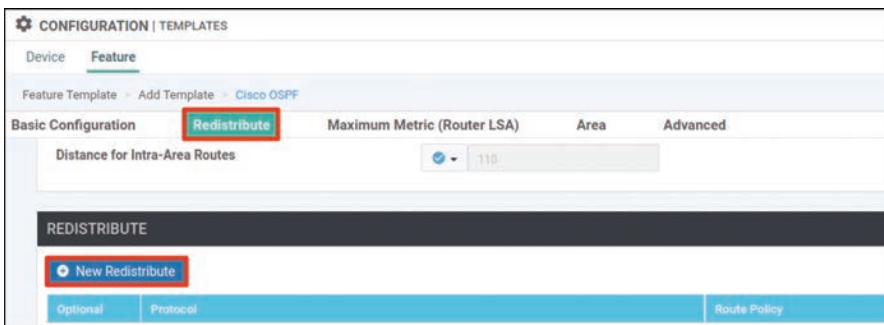 CONFIGURATION | TEMPLATES
Device Feature
Feature Template Add Template Cisco OSPF
Basic Configuration Redistribute Maximum Metric (Router LSA) Area Advanced
Distance for Intra-Area Routes 110
REDISTRIBUTE
New Redistribute
Optional Protocol Route Policy